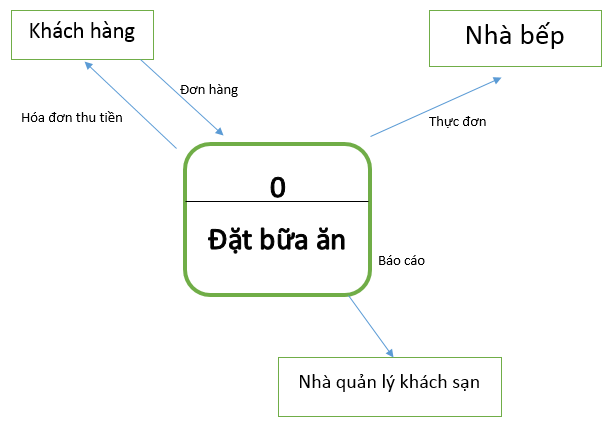 Khách hàng
Nhà bếp
Đơn hàng
Hóa đơn thu tiền
Thực đơn
0
Đặt bữa ăn
Báo cáo
Nhà quản lý khách sạn